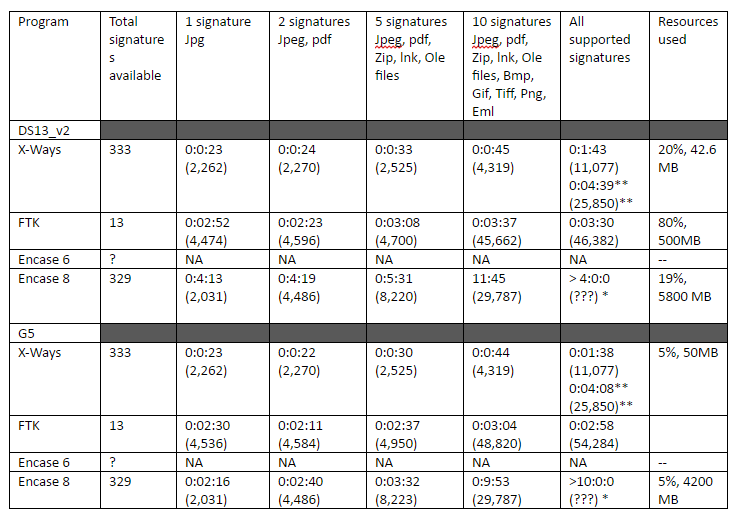 Program Total signature s available 1 signature Jpg 2 signatures Jpeg, pdf 5 signatures Jpeg, pdf, Zip, lnk, Ole files 10 signatures Jpeg, pdf, Zip, lnk, Ole files, Bmp, Gif, Tiff, Png, Eml All supported signatures Resources used
DS13_v2
X-Ways 333 0:0:23 (2,262) 0:0:24 (2,270) 0:0:33 (2,525) 0:0:45 (4,319) 0:1:43 (11,077) 0:04:39** (25,850)** 20%, 42.6 MB
FTK 13 0:02:52 (4,474) 0:02:23 (4,596) 0:03:08 (4,700) 0:03:37 (45,662) 0:03:30 (46,382) 80%, 500MB
Encase 6 ? NA NA NA NA NA --
Encase 8 329 0:4:13 (2,031) 0:4:19 (4,486) 0:5:31 (8,220) 11:45 (29,787) > 4:0:0 (???) * 19%, 5800 MB
G5
X-Ways 333 0:0:23 (2,262) 0:0:22 (2,270) 0:0:30 (2,525) 0:0:44 (4,319) 0:01:38 (11,077) 0:04:08** (25,850)** 5%, 50MB
FTK 13 0:02:30 (4,536) 0:02:11 (4,584) 0:02:37 (4,950) 0:03:04 (48,820) 0:02:58 (54,284)
Encase 6 ? NA NA NA NA NA --
Encase 8 329 0:02:16 (2,031) 0:02:40 (4,486) 0:03:32 (8,223) 0:9:53 (29,787) >10:0:0 (???) * 5%, 4200 MB